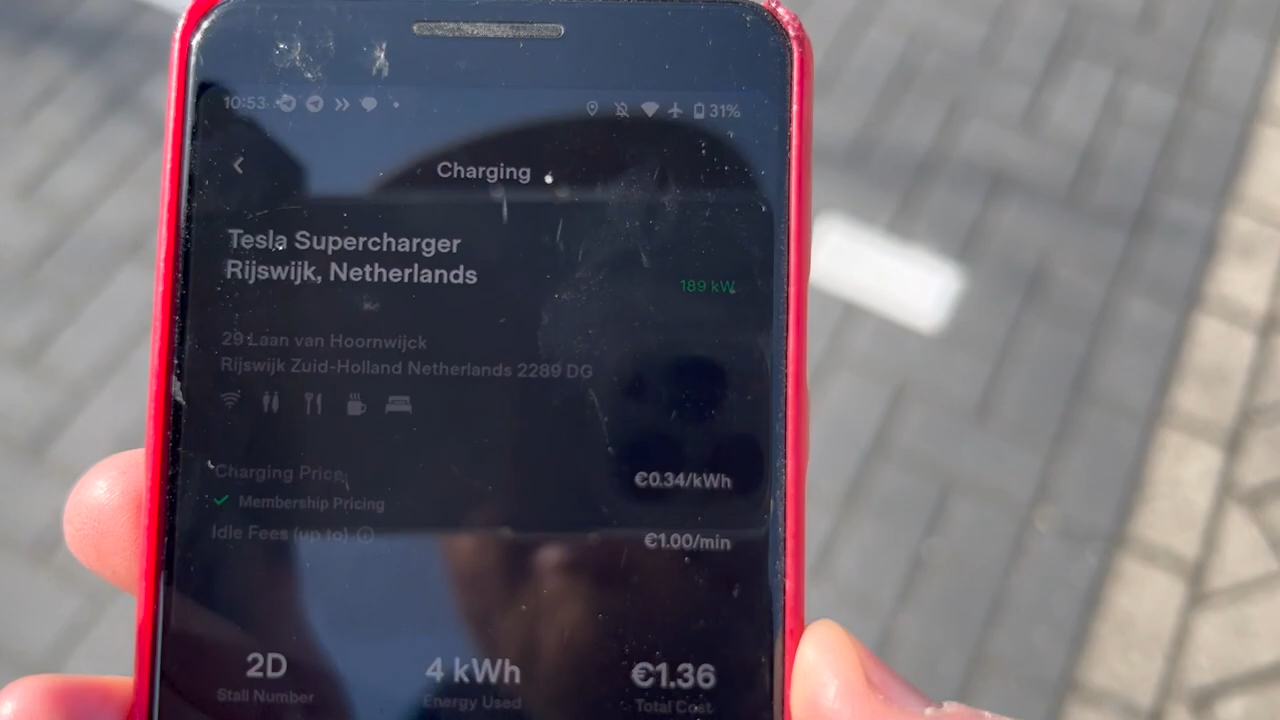 10:53
31%
Charging
Tesla Supercharger
Rijswijk, Netherlands
189 kW
29 Laan van Hoornwijck
Rijswijk Zuid-Holland Netherlands 2289 DG
Charging Price
€0.34/kWh
Membership Pricing
Idle Fees (up to)
€1.00/min
2D
4 kWh
€1.36
Stall Number
Energy Used
Total Cost